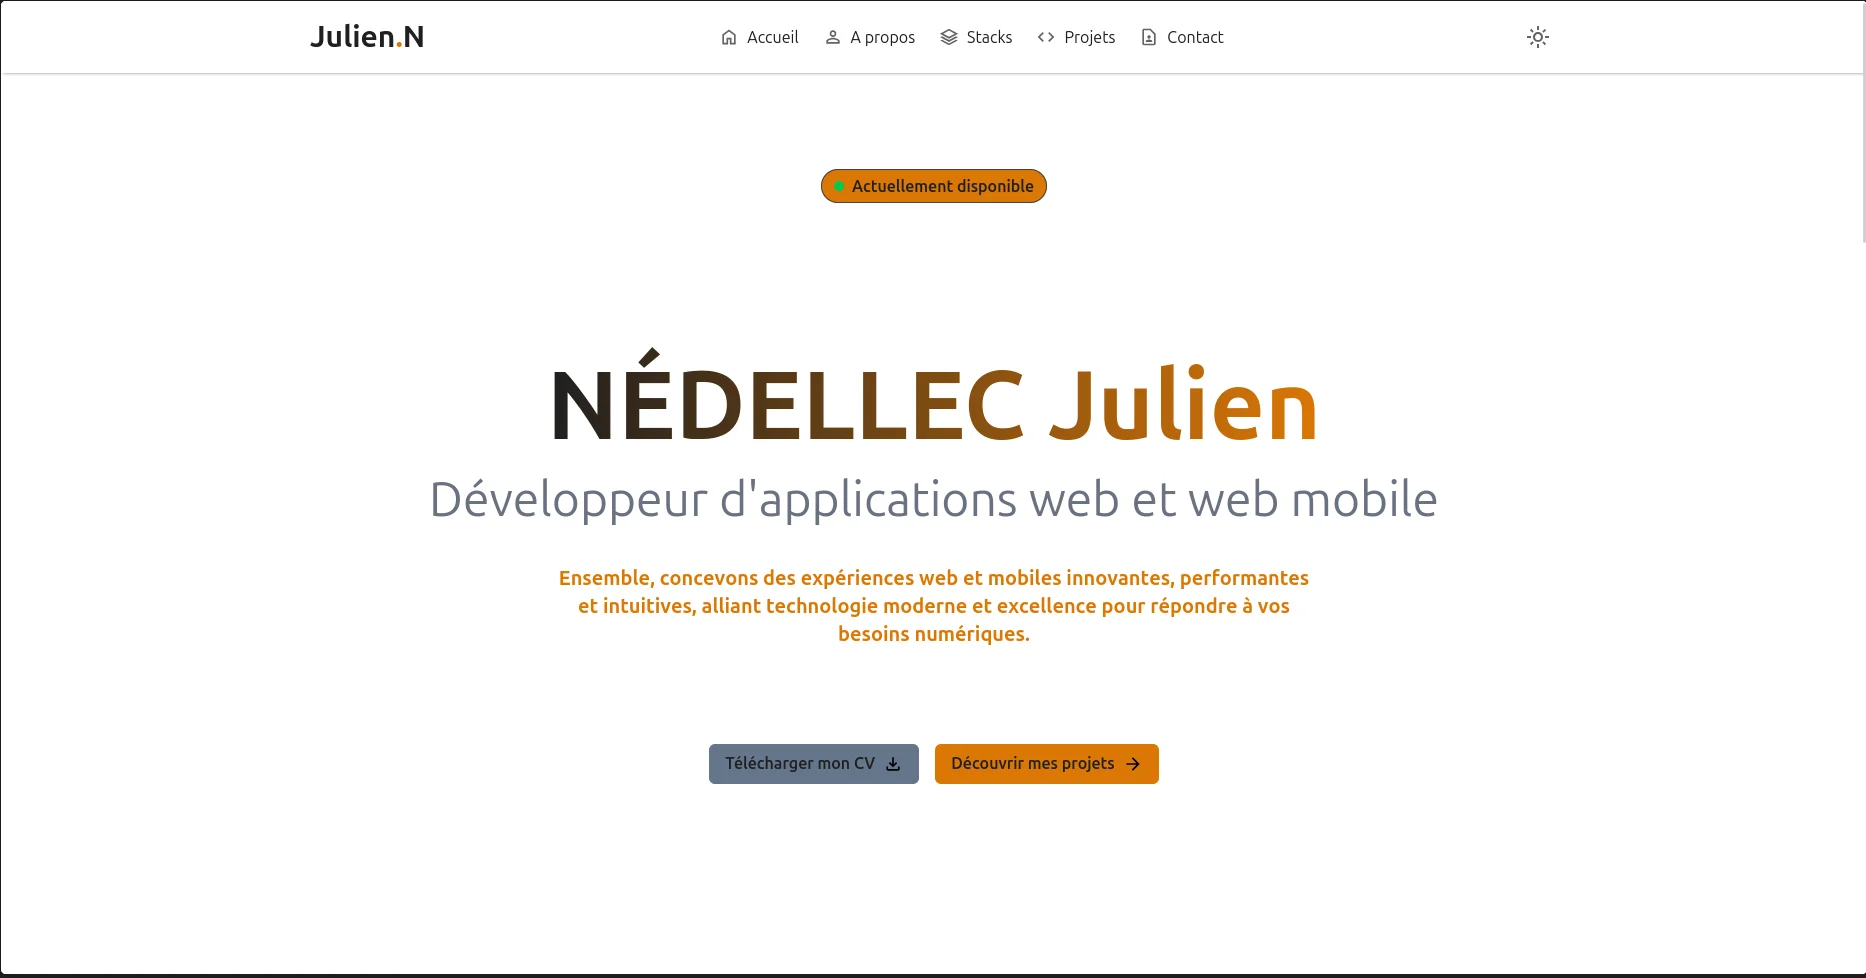 Julien.N
Accueil
A propos
Stacks
Projets
Contact
Actuellement disponible
NÉDELLEC Julien
Développeur d'applications web et web mobile
Ensemble, concevons des expériences web et mobiles innovantes, performantes
et intuitives, alliant technologie moderne et excellence pour répondre à vos
besoins numériques.
Télécharger mon CV
Découvrir mes projets